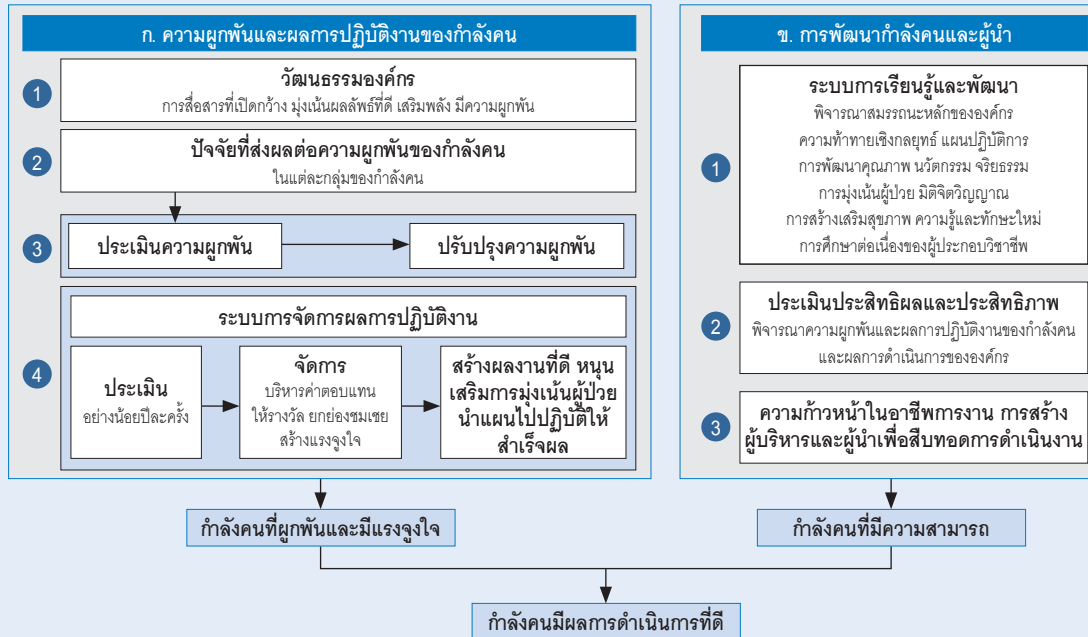 ก. ความผูกพันและผลการปฏิบัติงานของกำลังคน
1
วัฒนธรรมองค์กร
การสื่อสารที่เปิดกว้าง มุ่งเน้นผลลัพธ์ที่ดี เสริมพลัง มีความผูกพัน
2
ปัจจัยที่ส่งผลต่อความผูกพันของกำลังคน
ในแต่ละกลุ่มของกำลังคน
3
ประเมินความผูกพัน
ปรับปรุงความผูกพัน
4
ระบบการจัดการผลการปฏิบัติงาน
ประเมิน
อย่างน้อยปีละครั้ง
จัดการ
บริหารค่าตอบแทน
ให้รางวัล ยกย่องชมเชย
สร้างแรงจูงใจ
สร้างผลงานที่ดี หนุน
เสริมการมุ่งเน้นผู้ป่วย
นำแผนไปปฏิบัติให้
สำเร็จผล
ข. การพัฒนากำลังคนและผู้นำ
1
ระบบการเรียนรู้และพัฒนา
พิจารณาสมรรถนะหลักขององค์กร
ความท้าทายเชิงกลยุทธ์ แผนปฏิบัติการ
การพัฒนาคุณภาพ นวัตกรรม จริยธรรม
การมุ่งเน้นผู้ป่วย มิติจิตวิญญาณ
การสร้างเสริมสุขภาพ ความรู้และทักษะใหม่
การศึกษาต่อเนื่องของผู้ประกอบวิชาชีพ
2
ประเมินประสิทธิผลและประสิทธิภาพ
พิจารณาความผูกพันและผลการปฏิบัติงานของกำลังคน
และผลการดำเนินการขององค์กร
3
ความก้าวหน้าในอาชีพการงาน การสร้าง
ผู้บริหารและผู้นำเพื่อสืบทอดการดำเนินงาน
กำลังคนที่ผูกพันและมีแรงจูงใจ
กำลังคนที่มีความสามารถ
กำลังคนมีผลการดำเนินการที่ดี